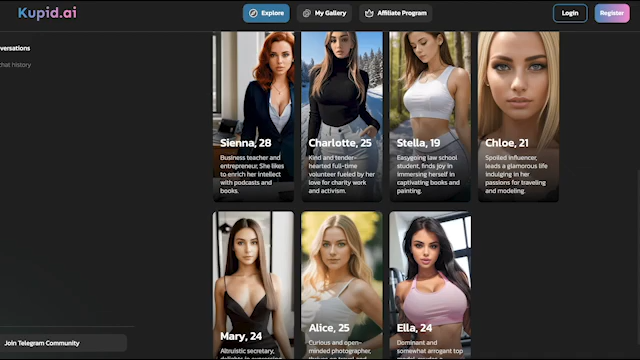 Kupid.ai
Explore
My Gallery
Affiliate Program
Login
Register
versations
chat history
Sienna, 28
Business teacher and
entrepreneur, She likes
to enrich her intellect
with podcasts and
books.
Charlotte, 25
Kind and tender-
hearted full-time
volunteer fueled by her
love for charity work
and activism.
Stella, 19
Easygoing law school
student, finds joy in
immersing herself in
captivating books and
painting.
Chloe, 21
Spoiled influencer,
leads a glamorous life
indulging in her
passions for traveling
and modeling.
Mary, 24
Altruistic secretary,
Alice, 25
Curious and open-
minded photographer,
Ella, 24
Dominant and
somewhat arrogant top
Join Telegram Community